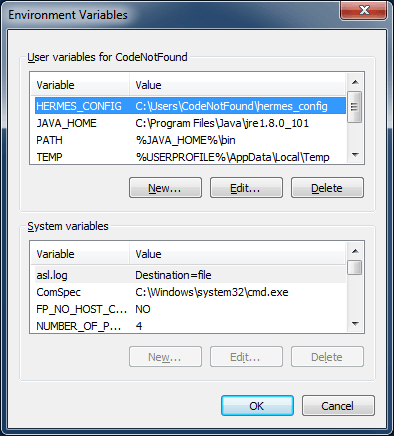 Environment Variables
User variables for CodeNotFound
Variable Value
HERMES_CONFIG C:\Users\CodeNotFound\hermes_config
JAVA_HOME C:\Program Files\Java\jre1.8.0_101
PATH %JAVA_HOME%\bin
TEMP %USERPROFILE%\AppData\Local\Temp
New... Edit... Delete
System variables
Variable Value
asl.log Destination=file
ComSpec C:\Windows\system32\cmd.exe
FP_NO_HOST_C... NO
NUMBER_OF_P... 4
New... Edit... Delete
OK Cancel